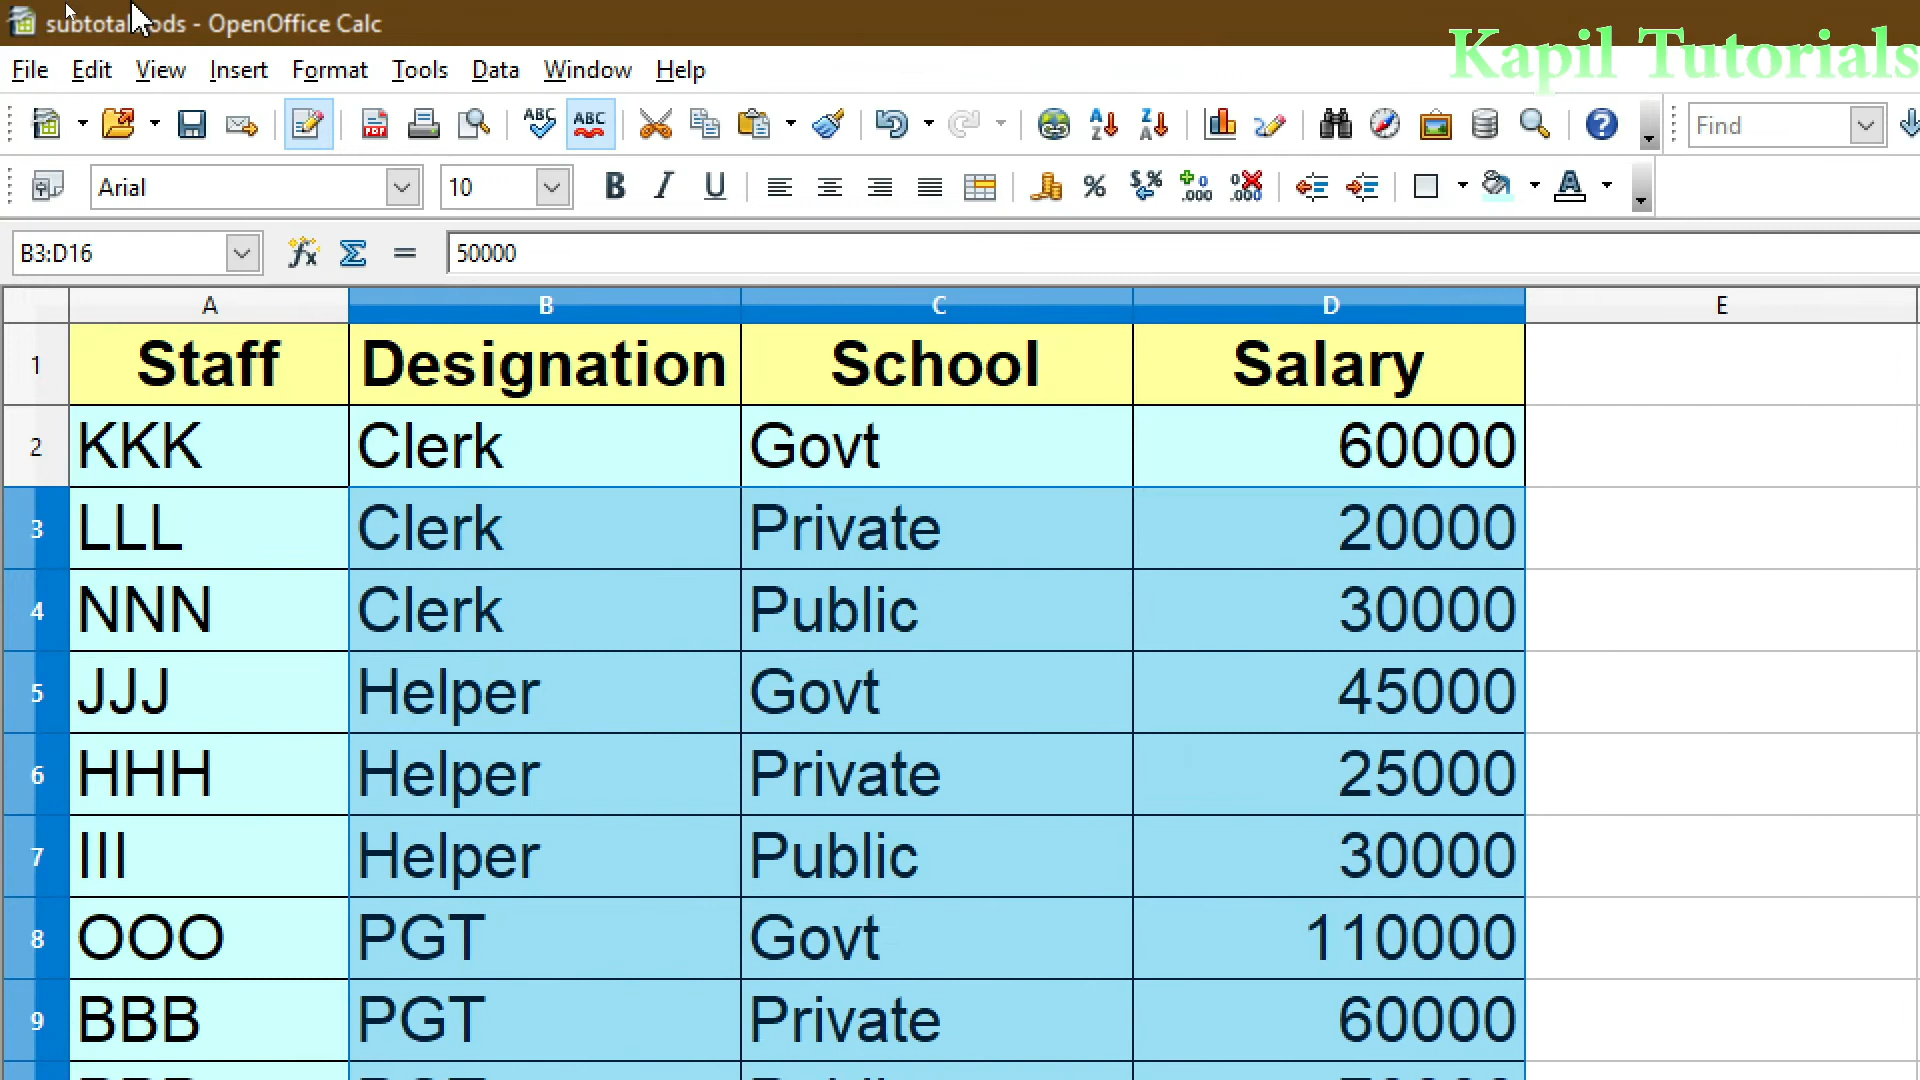 subtotal.ods - OpenOffice Calc
Kapil Tutorials
File Edit View Insert Format Tools Data Window Help
Find
Arial 10
B3:D16 50000
A B C D E
1 Staff Designation School Salary
2 KKK Clerk Govt 60000
3 LLL Clerk Private 20000
4 NNN Clerk Public 30000
5 JJJ Helper Govt 45000
6 HHH Helper Private 25000
7 III Helper Public 30000
8 OOO PGT Govt 110000
9 BBB PGT Private 60000